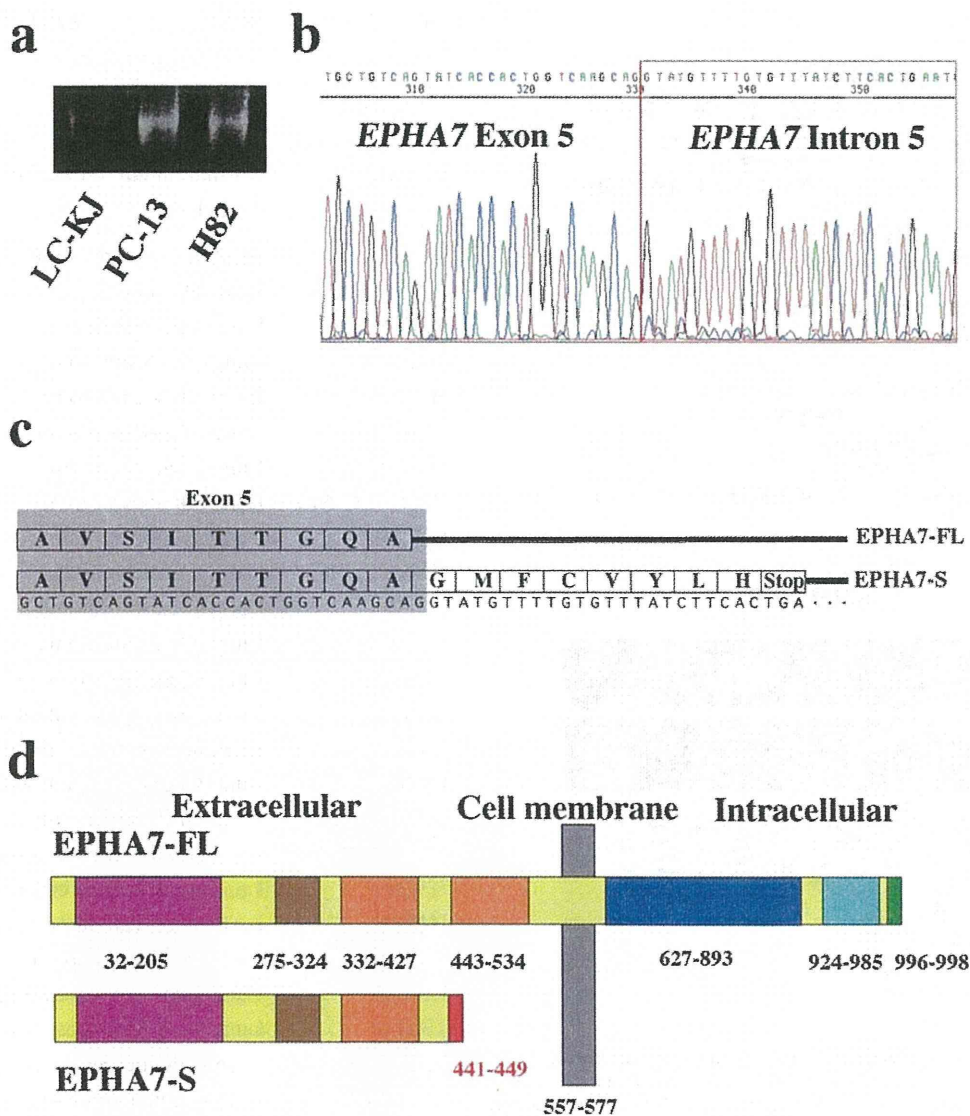 a
LC-KJ
PC-13
H82
b
TGCTGTCAGTATCACCACTGGTCAAGCAGGTATGTTTTGTGTTTATCTTCACTGAAT
310 320 330 340 350
EPHA7 Exon 5
EPHA7 Intron 5
c
Exon 5
A V S I T T G Q A EPHA7-FL
A V S I T T G Q A G M F C V Y L H Stop EPHA7-S
GCTGTCAGTATCACCACTGGTCAAGCAGGTATGTTTTGTGTTTATCTTCACTGA ...
d
Extracellular Cell membrane Intracellular
EPHA7-FL
32-205 275-324 332-427 443-534 627-893 924-985 996-998
441-449
EPHA7-S
557-577